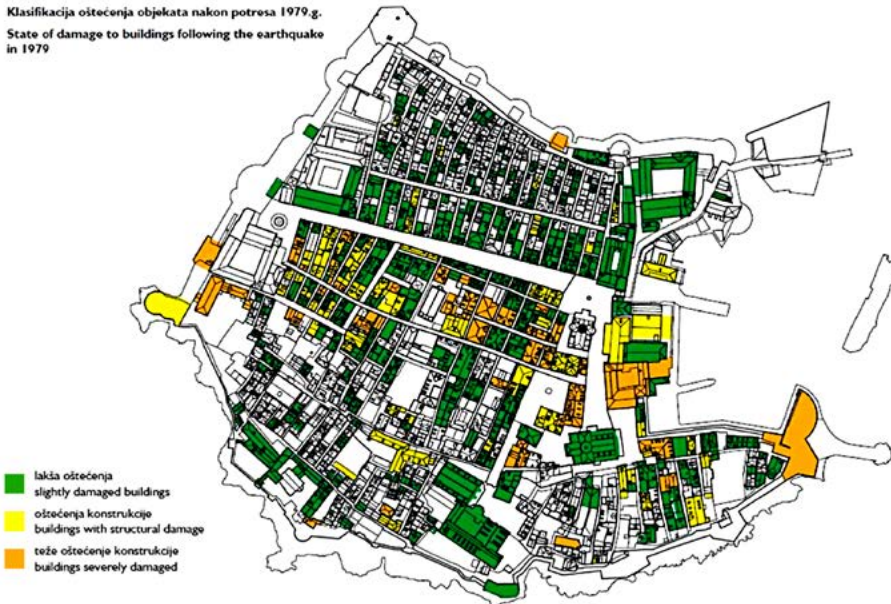 Klasifikacija oštećenja objekata nakon potresa 1979.g.
State of damage to buildings following the earthquake
in 1979
lakša oštećenja
slightly damaged buildings
oštećenja konstrukcije
buildings with structural damage
teže oštećenje konstrukcije
buildings severely damaged